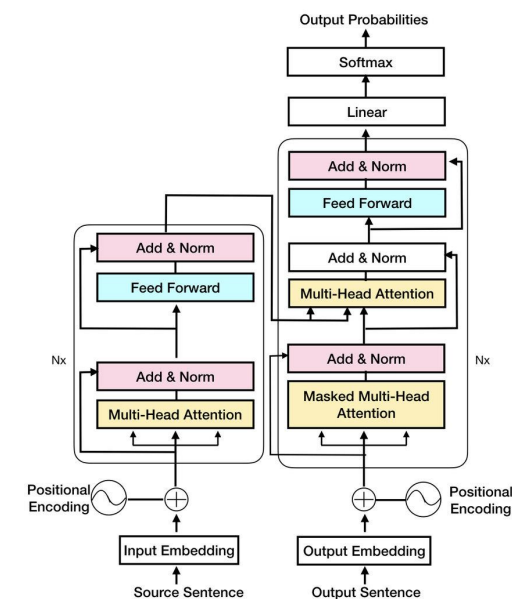 Output Probabilities
Softmax
Linear
Add & Norm
Feed Forward
Add & Norm
Multi-Head Attention
Add & Norm
Masked Multi-Head
Attention
Nx
Add & Norm
Feed Forward
Add & Norm
Multi-Head Attention
Nx
Positional
Encoding
Positional
Encoding
Input Embedding
Output Embedding
Source Sentence
Output Sentence